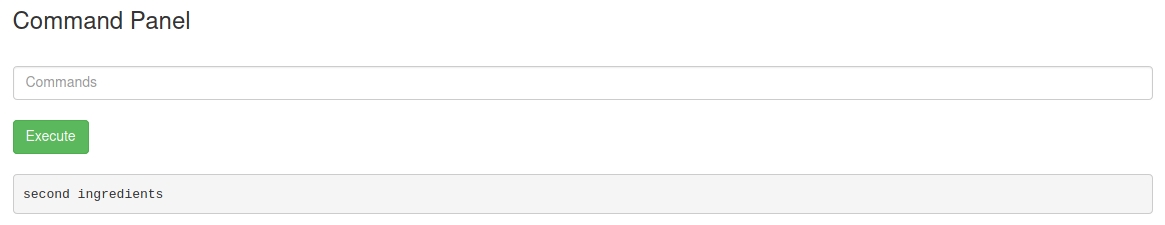 Command Panel
Commands
Execute
second ingredients